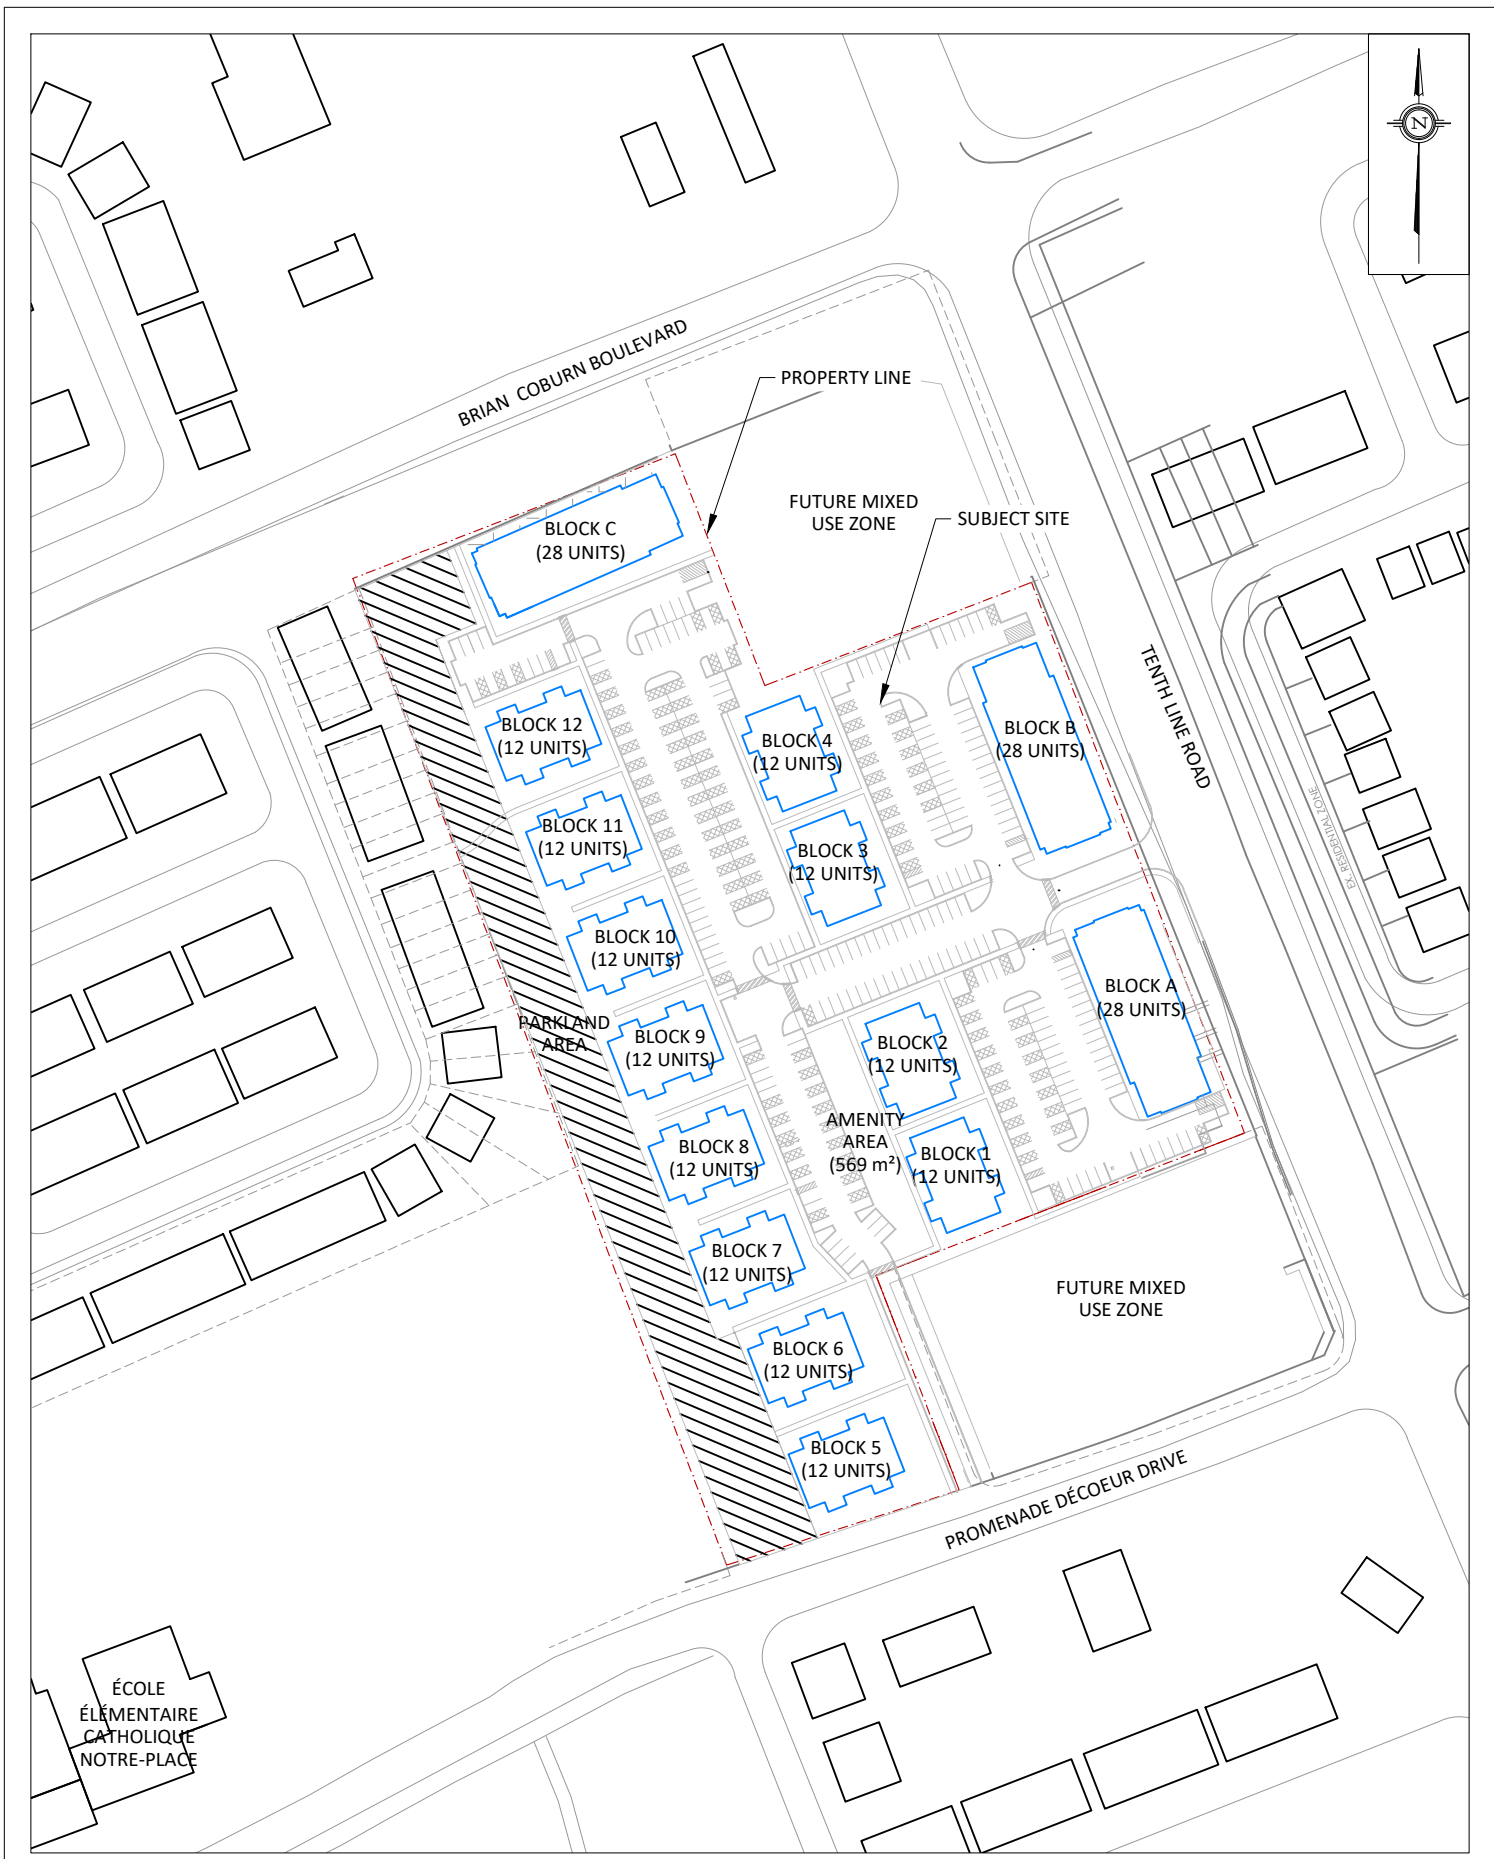 N
BRIAN COBURN BOULEVARD
PROPERTY LINE
FUTURE MIXED
USE ZONE
SUBJECT SITE
BLOCK C
(28 UNITS)
TENTH LINE ROAD
BLOCK 12
(12 UNITS)
BLOCK 4
(12 UNITS)
BLOCK B
(28 UNITS)
EX. RESIDENTIAL ZONE
BLOCK 11
(12 UNITS)
BLOCK 3
(12 UNITS)
BLOCK 10
(12 UNITS)
BLOCK A
(28 UNITS)
PARKLAND
AREA
BLOCK 9
(12 UNITS)
BLOCK 2
(12 UNITS)
AMENITY
AREA
(569 m²)
BLOCK 8
(12 UNITS)
BLOCK 1
(12 UNITS)
BLOCK 7
(12 UNITS)
FUTURE MIXED
USE ZONE
BLOCK 6
(12 UNITS)
BLOCK 5
(12 UNITS)
PROMENADE DÉCOEUR DRIVE
ÉCOLE
ÉLÉMENTAIRE
CATHOLIQUE
NOTRE-PLACE